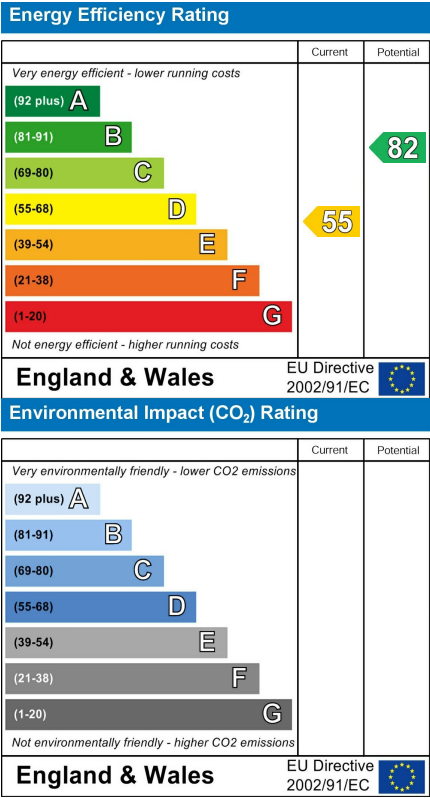 Energy Efficiency Rating
Current Potential
Very energy efficient - lower running costs
(92 plus) A
(81-91) B
(69-80) C
(55-68) D
(39-54) E
(21-38) F
(1-20) G
82
55
Not energy efficient - higher running costs
England & Wales
EU Directive
2002/91/EC
Environmental Impact (CO₂) Rating
Current Potential
Very environmentally friendly - lower CO2 emissions
(92 plus) A
(81-91) B
(69-80) C
(55-68) D
(39-54) E
(21-38) F
(1-20) G
Not environmentally friendly - higher CO2 emissions
England & Wales
EU Directive
2002/91/EC